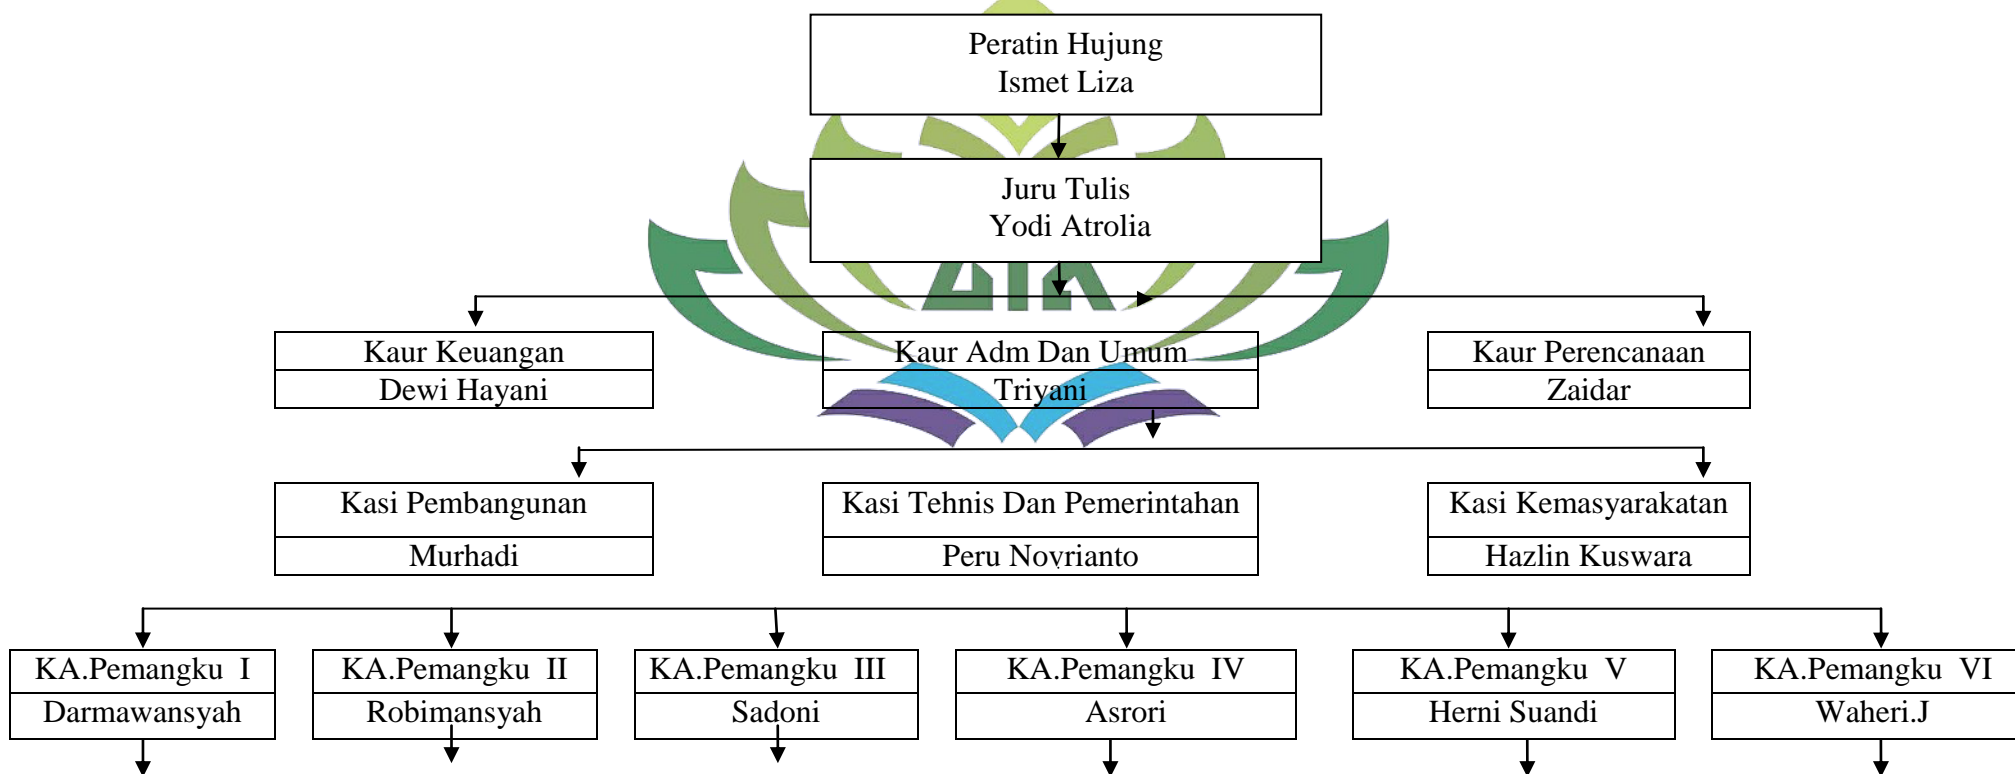 Peratin Hujung
Ismet Liza
Juru Tulis
Yodi Atrolia
Kaur Keuangan
Dewi Hayani
Kaur Adm Dan Umum
Triyani
Kaur Perencanaan
Zaidar
Kasi Pembangunan
Murhadi
Kasi Tehnis Dan Pemerintahan
Peru Novrianto
Kasi Kemasyarakatan
Hazlin Kuswara
KA.Pemangku I
Darmawansyah
KA.Pemangku II
Robimansyah
KA.Pemangku III
Sadoni
KA.Pemangku IV
Asrori
KA.Pemangku V
Herni Suandi
KA.Pemangku VI
Waheri.J